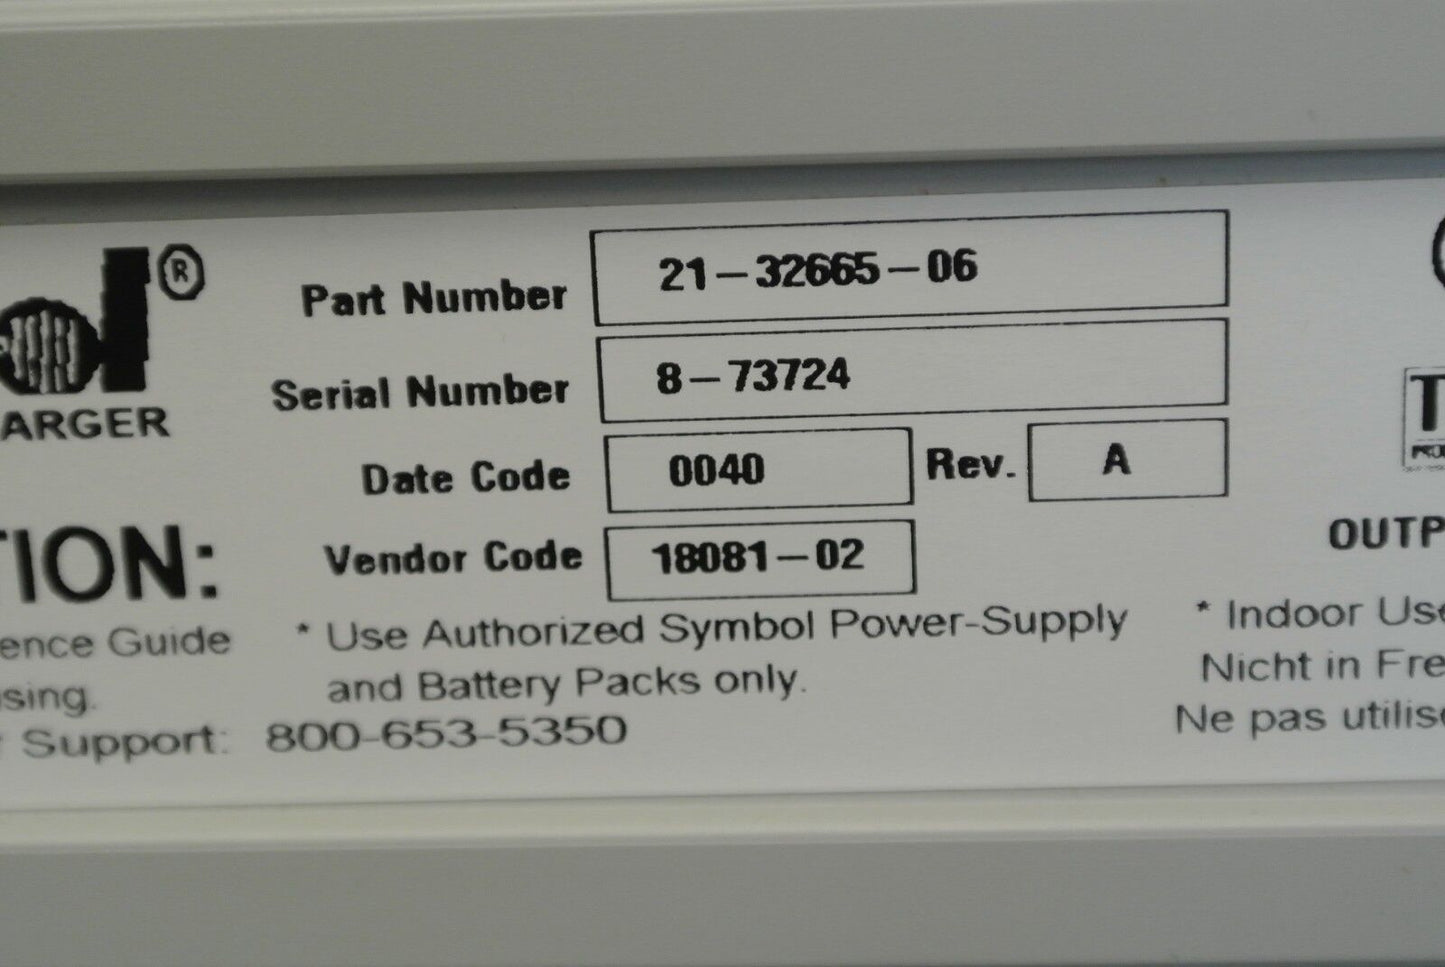 ®
ARGER
Part Number 21-32665-06
Serial Number 8-73724
Date Code 0040 Rev. A
Vendor Code 18081-02
TION:
OUTP
ence Guide * Use Authorized Symbol Power-Supply * Indoor Use
sing. and Battery Packs only. Nicht in Fre
Support: 800-653-5350 Ne pas utilis